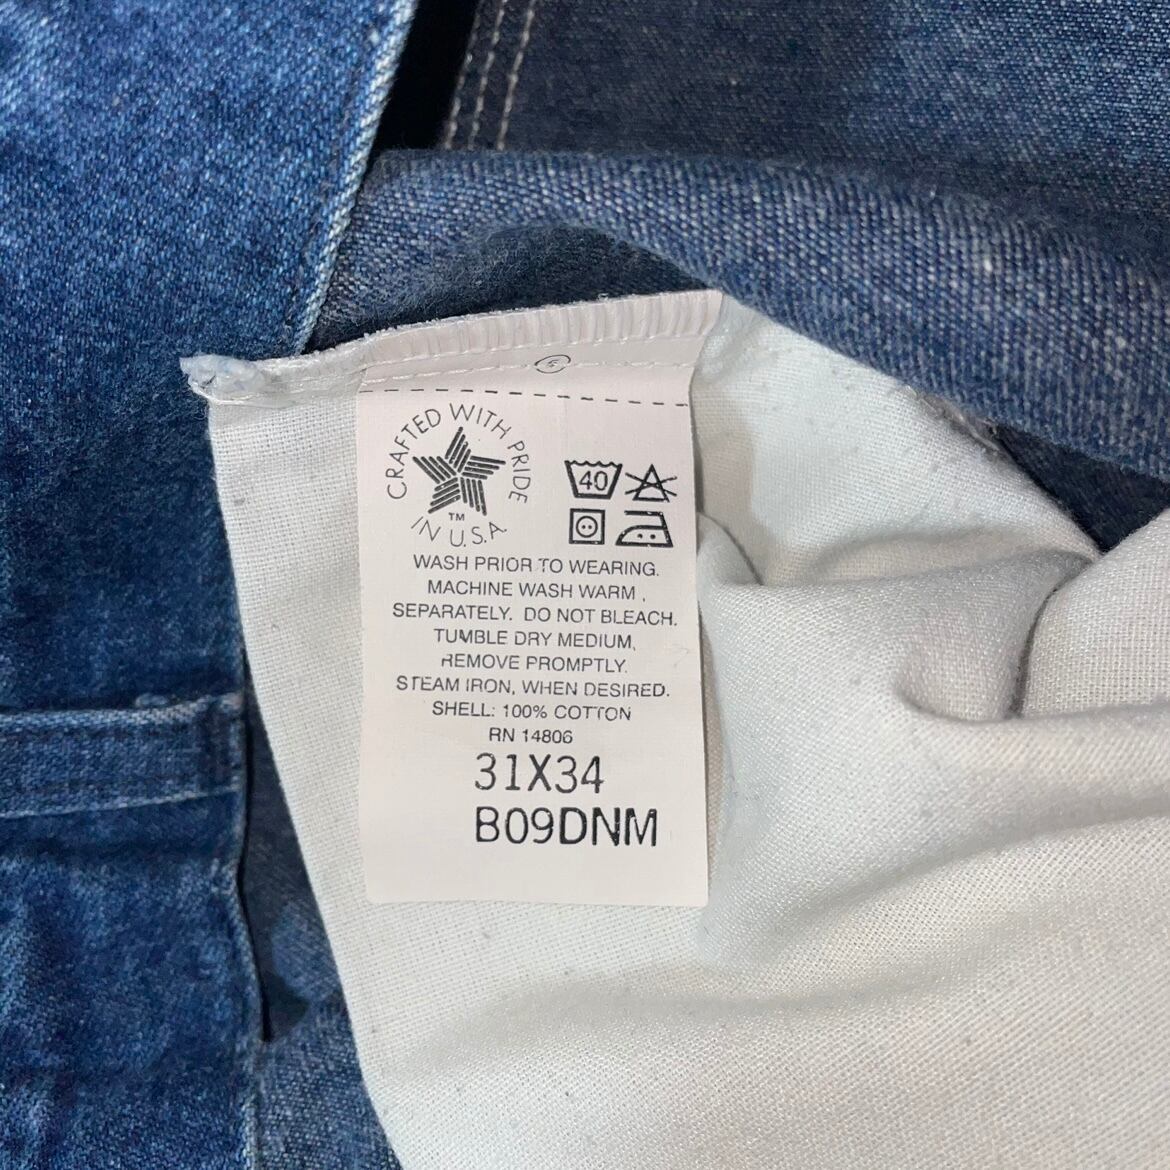 CRAFTED WITH PRIDE
IN U.S.A.
TM
40
WASH PRIOR TO WEARING.
MACHINE WASH WARM,
SEPARATELY. DO NOT BLEACH.
TUMBLE DRY MEDIUM,
REMOVE PROMPTLY.
STEAM IRON, WHEN DESIRED.
SHELL: 100% COTTON
RN 14806
31X34
B09DNM